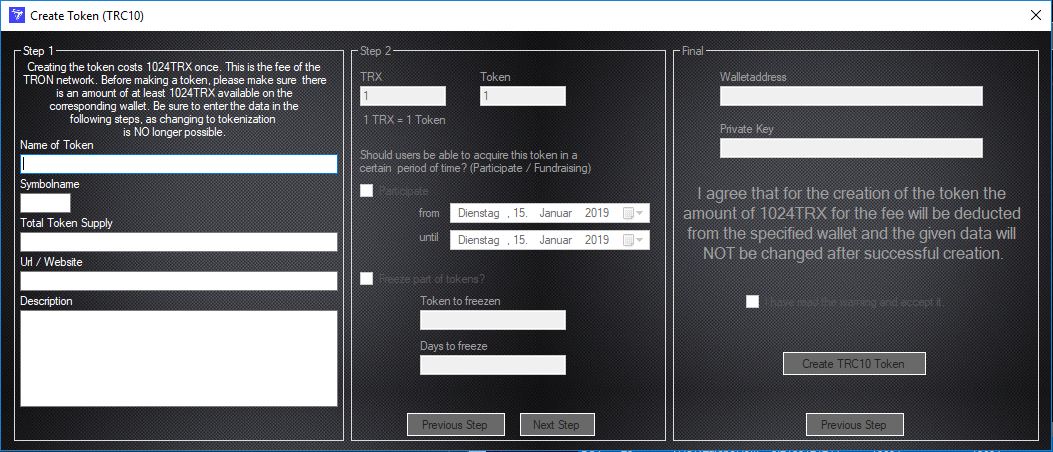 Create Token (TRC10)
Step 1
Creating the token costs 1024TRX once. This is the fee of the
TRON network. Before making a token, please make sure there
is an amount of at least 1024TRX available on the
corresponding wallet. Be sure to enter the data in the
following steps, as changing to tokenization
is NO longer possible.
Name of Token
Symbolname
Total Token Supply
Url / Website
Description
Step 2
TRX Token
1 1
1 TRX = 1 Token
Should users be able to acquire this token in a
certain period of time? (Participate / Fundraising)
Participate
from Dienstag , 15. Januar 2019
until Dienstag , 15. Januar 2019
Freeze part of tokens?
Token to freezen
Days to freeze
Previous Step Next Step
Final
Walletaddress
Private Key
I agree that for the creation of the token the
amount of 1024TRX for the fee will be deducted
from the specified wallet and the given data will
NOT be changed after successful creation.
I have read the warning and accept it.
Create TRC10 Token
Previous Step